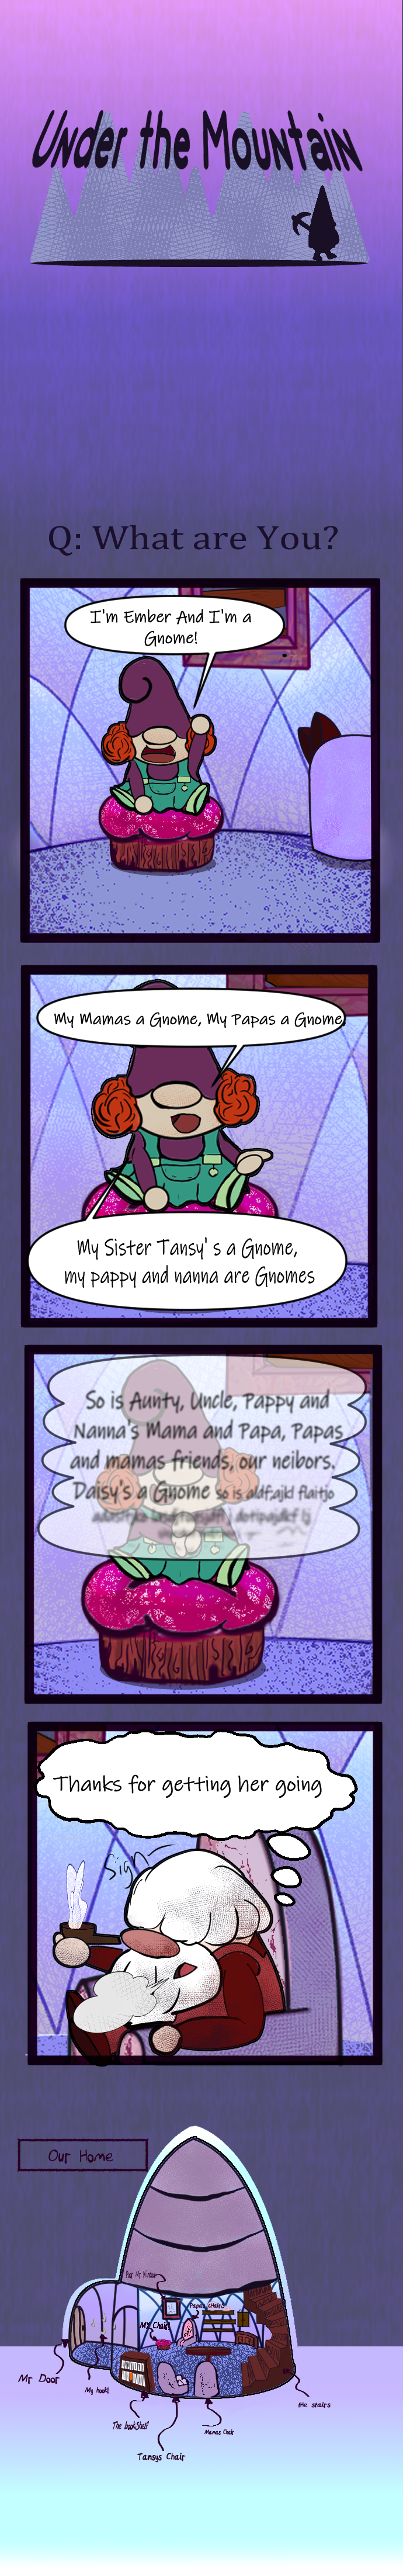 Under the Mountain
Q: What are You?
I'm Ember And I'm a
Gnome!
My Mamas a Gnome, My Papas a Gnome
My Sister Tansy's a Gnome,
my pappy and nanna are Gnomes
So is Aunty, Uncle, Pappy and
Nanna's Mama and Papa, Papas
and mamas friends, our neibors.
Daisy's a Gnome so is
Thanks for getting her going
Sigh
Our Home
Papas chair
My Chair
Mr Door
My hook!
The bookshelf
Tansys Chair
Mamas Chair
the stairs